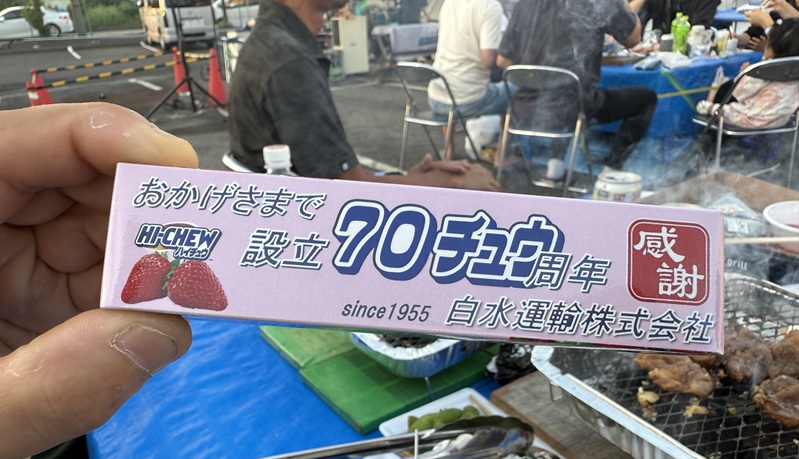 おかげさまで
HI-CHEW
ハイチュウ
設立70チュウ周年
感謝
since1955 白水運輸株式会社
grill